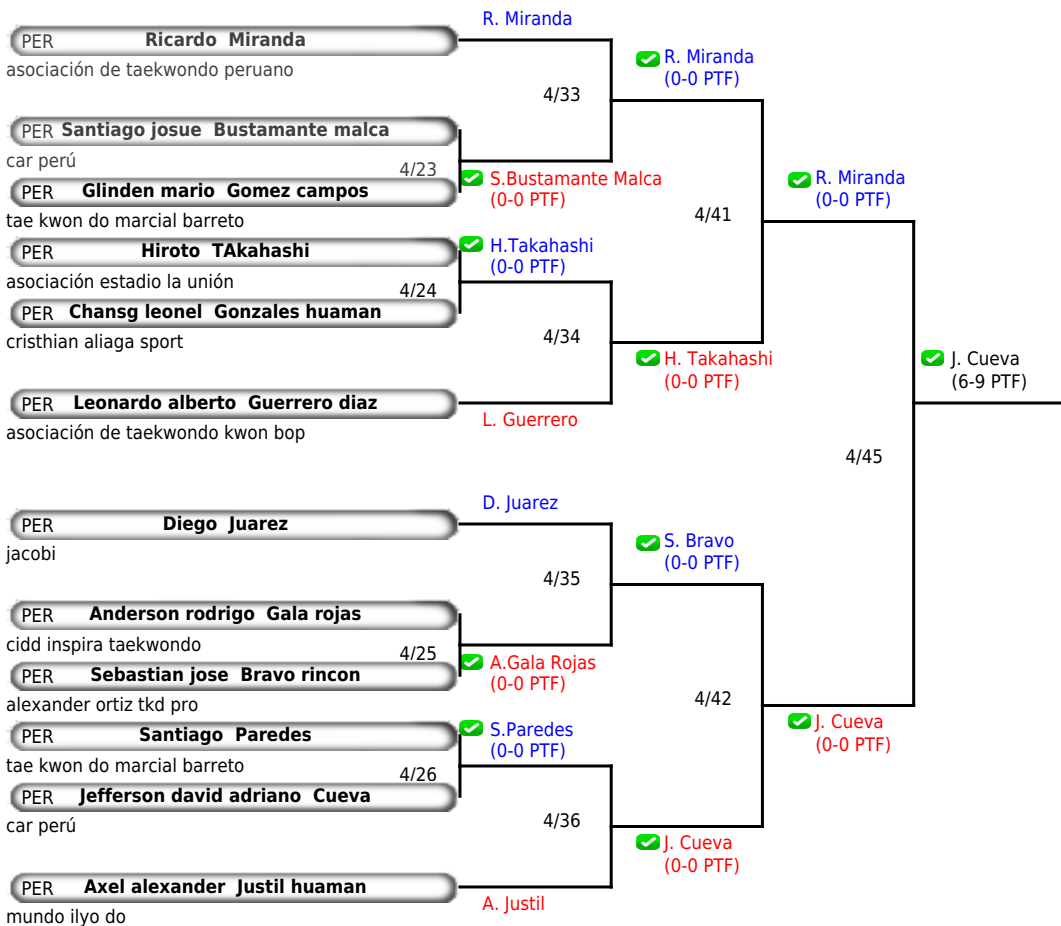 R. Miranda
PER Ricardo Miranda
asociación de taekwondo peruano
R. Miranda
(0-0 PTF)
4/33
PER Santiago josue Bustamante malca
car perú
4/23
S.Bustamante Malca
(0-0 PTF)
PER Glinden mario Gomez campos
tae kwon do marcial barreto
R. Miranda
(0-0 PTF)
4/41
PER Hiroto TAkahashi
H.Takahashi
(0-0 PTF)
asociación estadio la unión
4/24
PER Chansg leonel Gonzales huaman
cristhian aliaga sport
4/34
H. Takahashi
(0-0 PTF)
J. Cueva
(6-9 PTF)
PER Leonardo alberto Guerrero diaz
asociación de taekwondo kwon bop
L. Guerrero
4/45
D. Juarez
PER Diego Juarez
jacobi
S. Bravo
(0-0 PTF)
4/35
PER Anderson rodrigo Gala rojas
cidd inspira taekwondo
4/25
A.Gala Rojas
(0-0 PTF)
PER Sebastian jose Bravo rincon
alexander ortiz tkd pro
4/42
J. Cueva
(0-0 PTF)
PER Santiago Paredes
S.Paredes
(0-0 PTF)
tae kwon do marcial barreto
4/26
PER Jefferson david adriano Cueva
car perú
4/36
J. Cueva
(0-0 PTF)
PER Axel alexander Justil huaman
A. Justil
mundo ilyo do